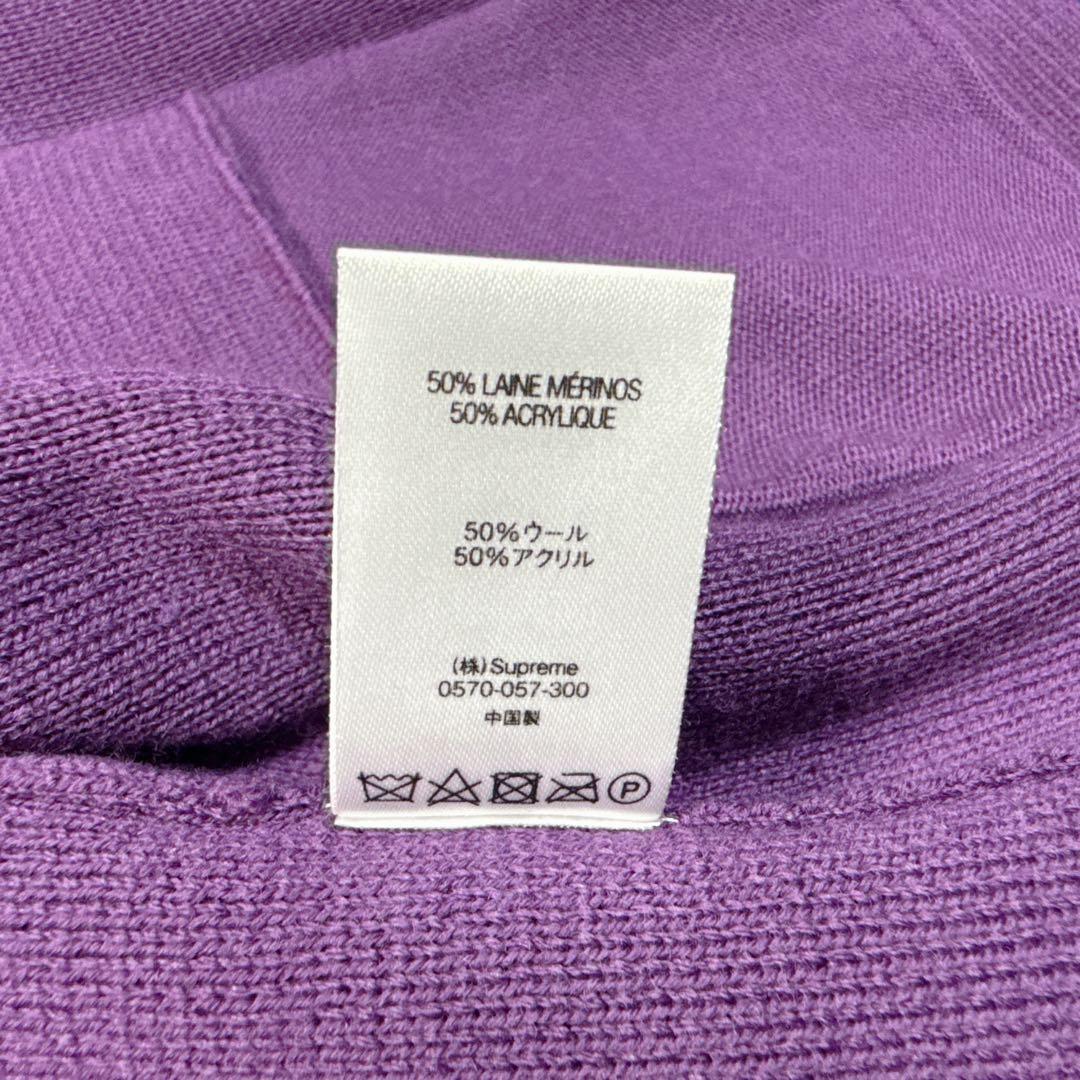 50% LAINE MÉRINOS
50% ACRYLIQUE
50%ウール
50%アクリル
(株)Supreme
0570-057-300
中国製
P